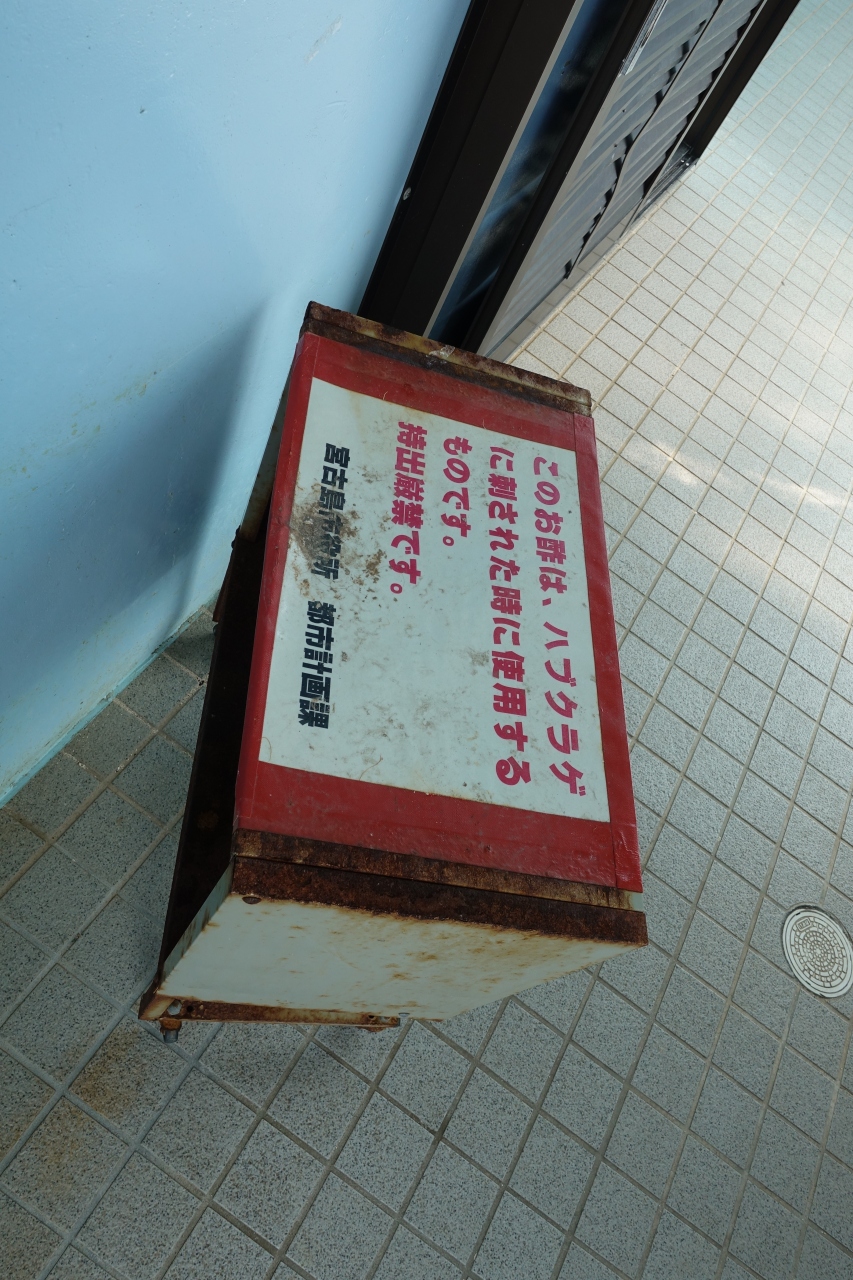 このお酢は、ハブクラゲ
に刺された時に使用する
ものです。
持出厳禁です。
宮古島市役所　都市計画課